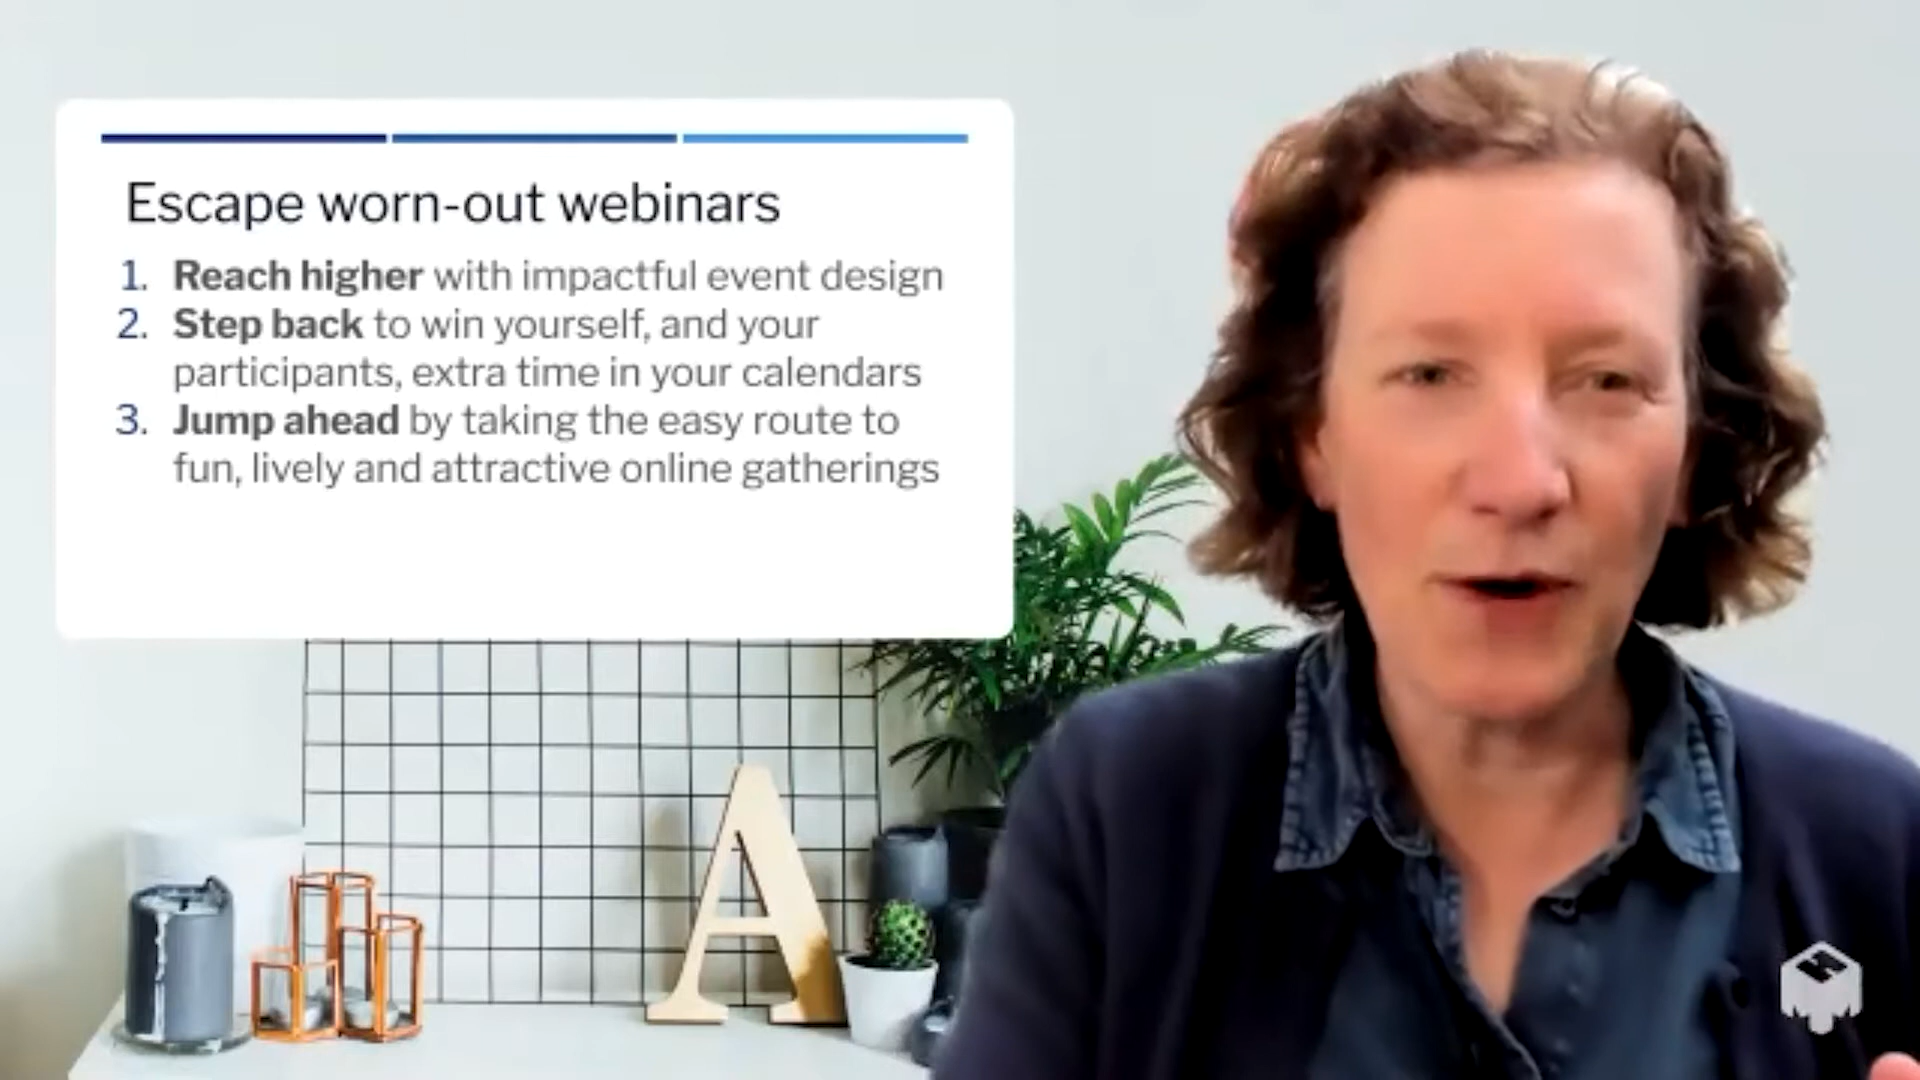 Escape worn-out webinars
1. Reach higher with impactful event design
2. Step back to win yourself, and your
participants, extra time in your calendars
3. Jump ahead by taking the easy route to
fun, lively and attractive online gatherings
A